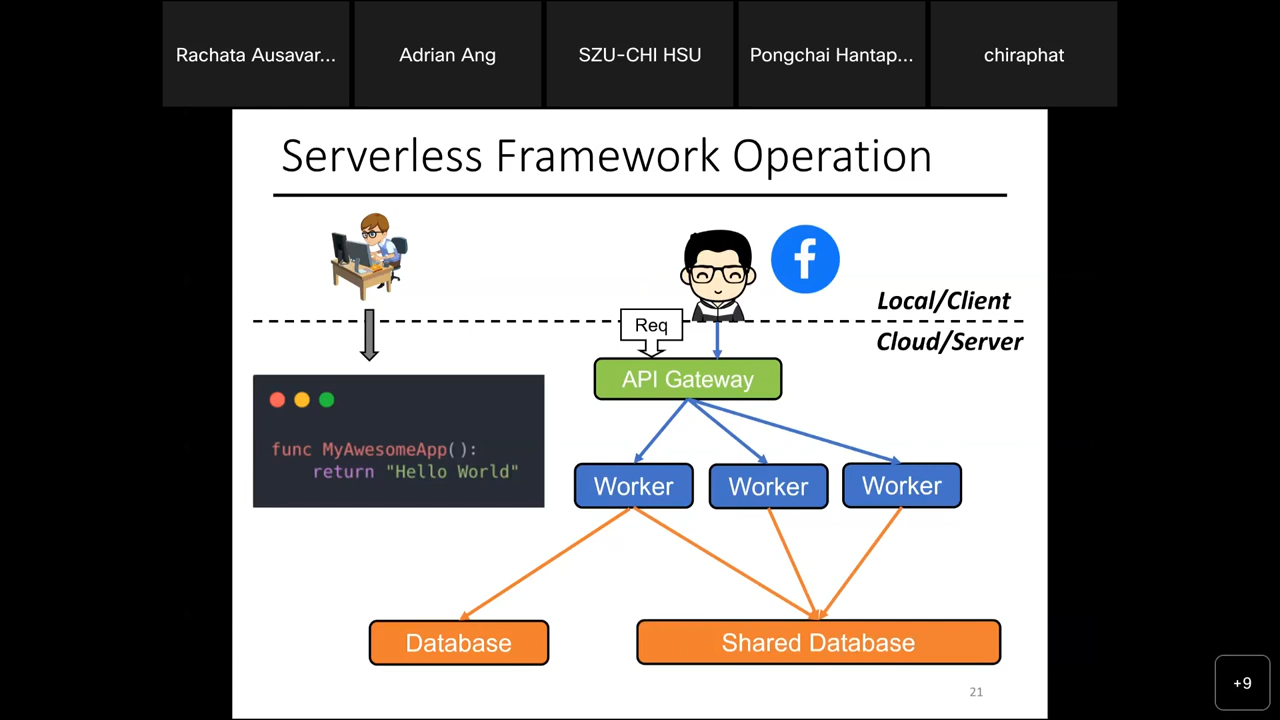 Rachata Ausavar...
Adrian Ang
SZU-CHI HSU
Pongchai Hantap...
chiraphat
Serverless Framework Operation
Local/Client
Req
Cloud/Server
API Gateway
func MyAwesomeApp():
return "Hello World"
Worker
Worker
Worker
Database
Shared Database
21
+9